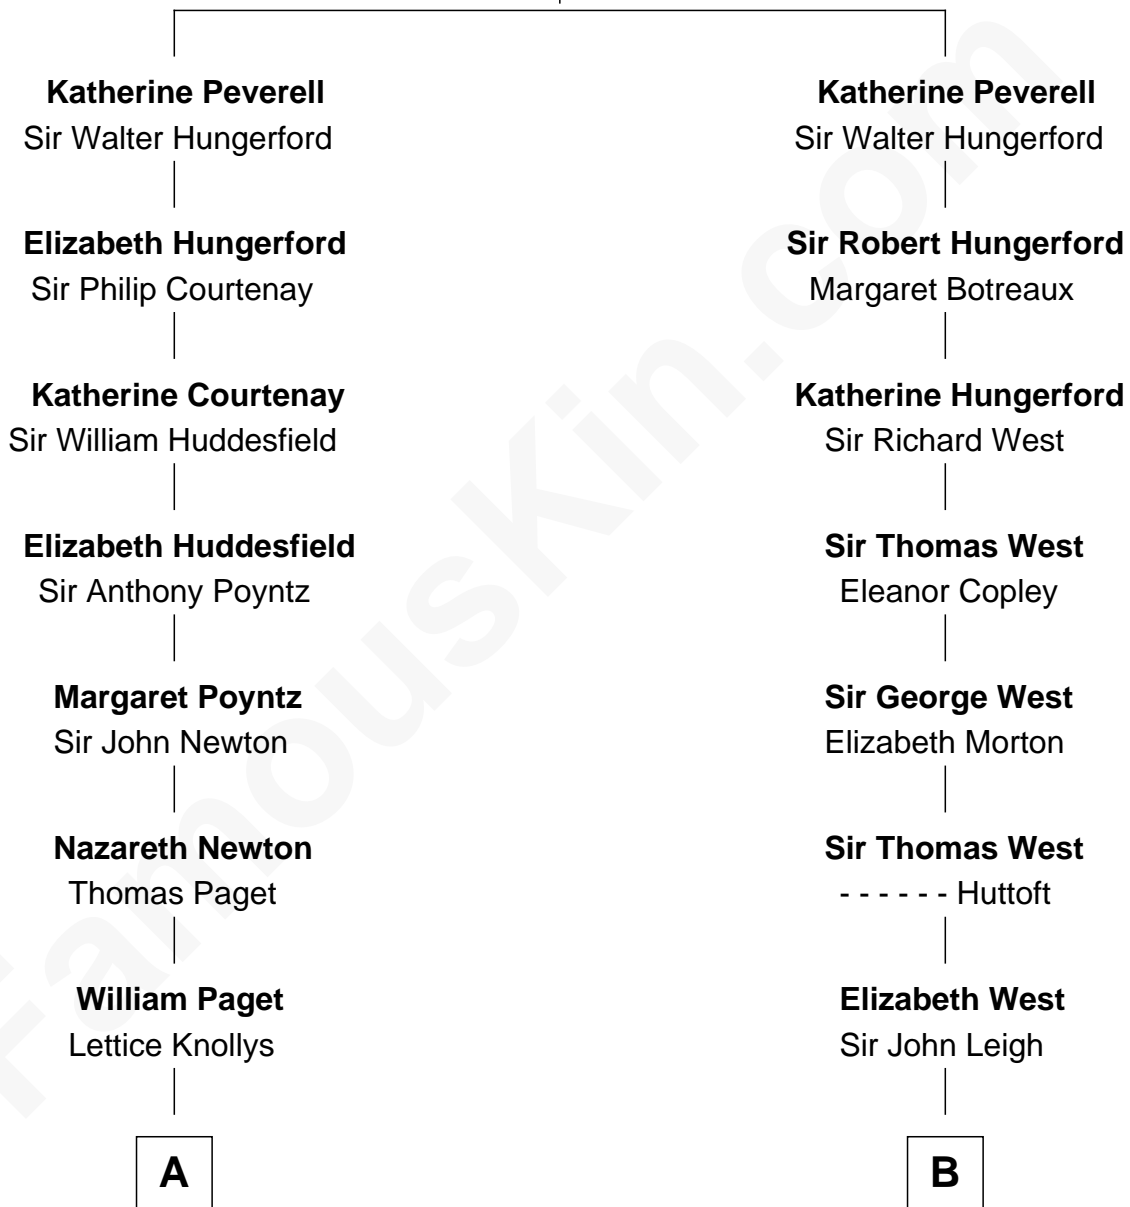 Katherine Peverell
Sir Walter Hungerford
Elizabeth Hungerford
Sir Philip Courtenay
Katherine Courtenay
Sir William Huddesfield
Elizabeth Huddesfield
Sir Anthony Poyntz
Margaret Poyntz
Sir John Newton
Nazareth Newton
Thomas Paget
William Paget
Lettice Knollys
A
Katherine Peverell
Sir Walter Hungerford
Sir Robert Hungerford
Margaret Botreaux
Katherine Hungerford
Sir Richard West
Sir Thomas West
Eleanor Copley
Sir George West
Elizabeth Morton
Sir Thomas West
- - - - - - Huttoft
Elizabeth West
Sir John Leigh
B
FamousKin.com